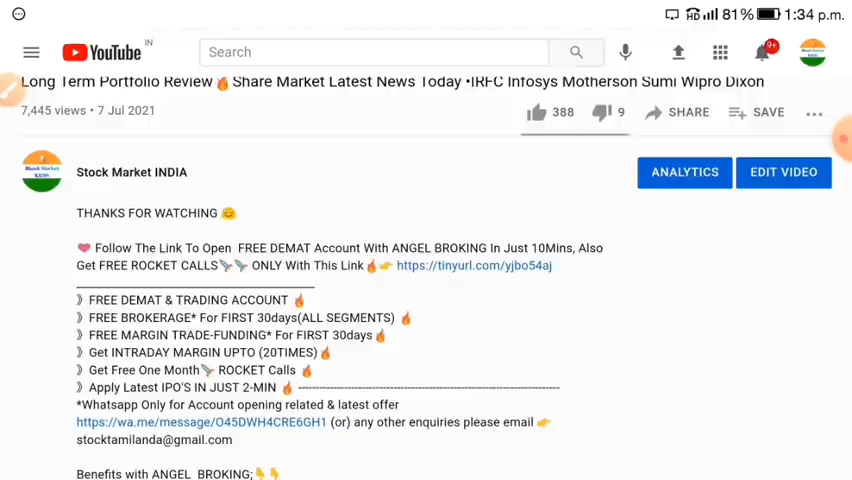 HD 81% 1:34 p.m.
YouTube IN
Search
9+
Long Term Portfolio Review🔥Share Market Latest News Today •IRFC Infosys Motherson Sumi Wipro Dixon
7,445 views • 7 Jul 2021
388 9 SHARE SAVE ...
Stock Market INDIA
ANALYTICS EDIT VIDEO
THANKS FOR WATCHING 😊
💗 Follow The Link To Open FREE DEMAT Account With ANGEL BROKING In Just 10Mins, Also
Get FREE ROCKET CALLS🚀🚀 ONLY With This Link🔥👉 https://tinyurl.com/yjbo54aj
》FREE DEMAT & TRADING ACCOUNT 🔥
》FREE BROKERAGE* For FIRST 30days(ALL SEGMENTS) 🔥
》FREE MARGIN TRADE-FUNDING* For FIRST 30days🔥
》Get INTRADAY MARGIN UPTO (20TIMES)🔥
》Get Free One Month🚀 ROCKET Calls 🔥
》Apply Latest IPO'S IN JUST 2-MIN 🔥 ----------------------------------------------------------
*Whatsapp Only for Account opening related & latest offer
https://wa.me/message/O45DWH4CRE6GH1 (or) any other enquiries please email 👉
stocktamilanda@gmail.com
Benefits with ANGEL BROKING;👇👇